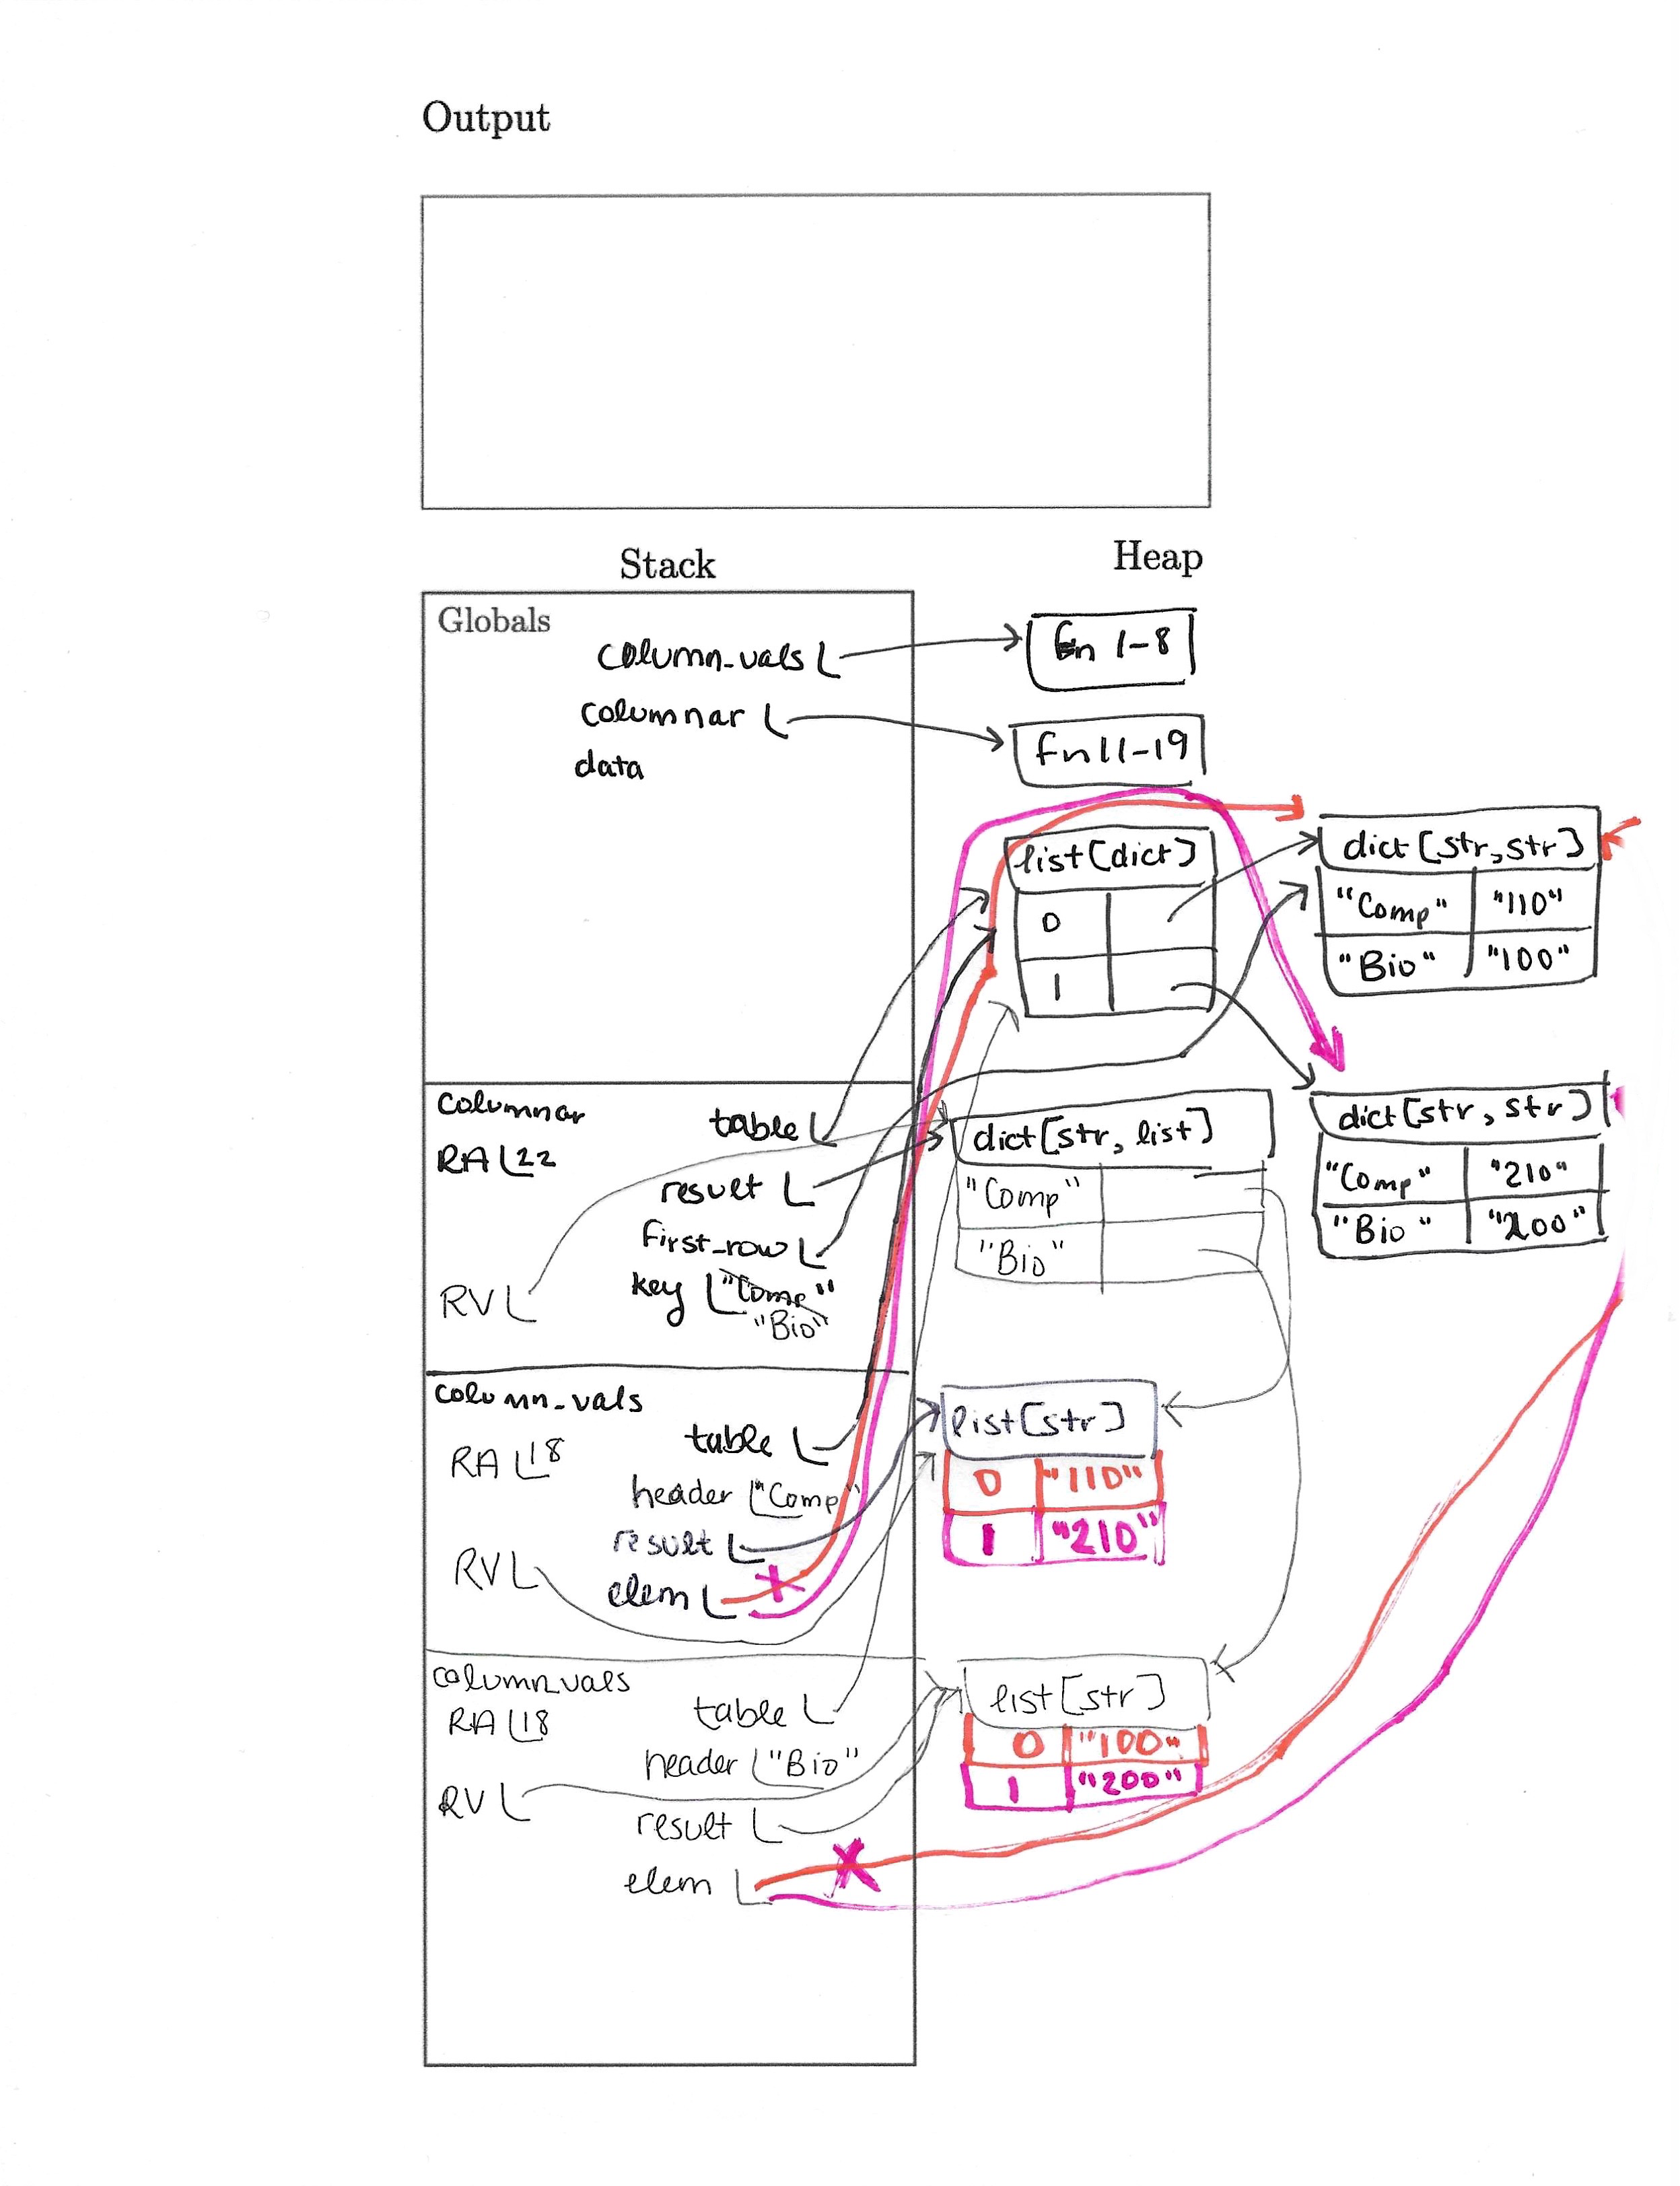 Output
Stack
Heap
Globals
column_vals
fn 1-8
columnar
fn 11-19
data
list[dict]
0
1
dict[str,str]
"Comp" "110"
"Bio" "100"
dict[str, str]
"Comp" "210"
"Bio" "200"
columnar
RA 22
RV
table
result
first_row
key "Comp"
"Bio"
dict[str, list]
"Comp"
"Bio"
column_vals
RA 18
RV
table
header "Comp"
result
elem
list[str]
0 "110"
1 "210"
column_vals
RA 18
RV
table
header "Bio"
result
elem
list[str]
0 "100"
1 "200"